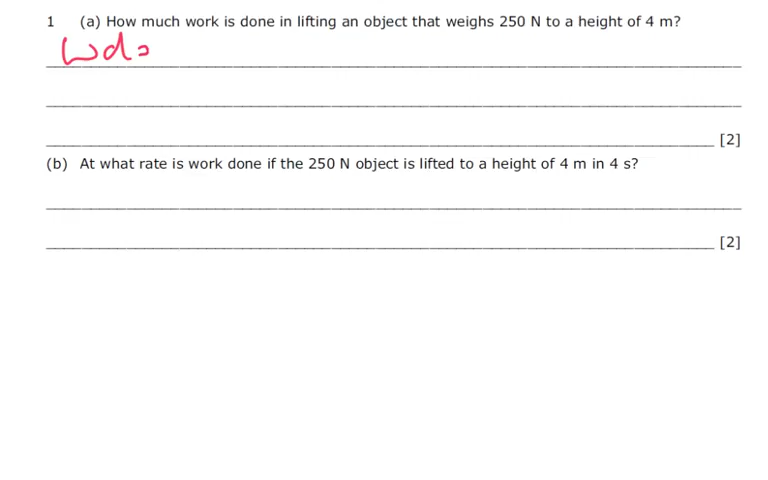 1 (a) How much work is done in lifting an object that weighs 250 N to a height of 4 m?
Wd=
[2]
(b) At what rate is work done if the 250 N object is lifted to a height of 4 m in 4 s?
[2]